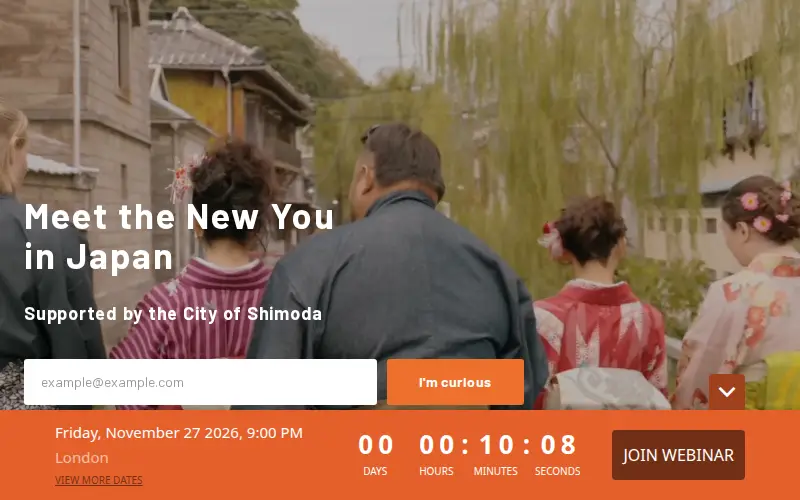 Meet the New You
in Japan
Supported by the City of Shimoda
example@example.com
I'm curious
Friday, November 27 2026, 9:00 PM
London
VIEW MORE DATES
00 00 : 10 : 08
DAYS HOURS MINUTES SECONDS
JOIN WEBINAR